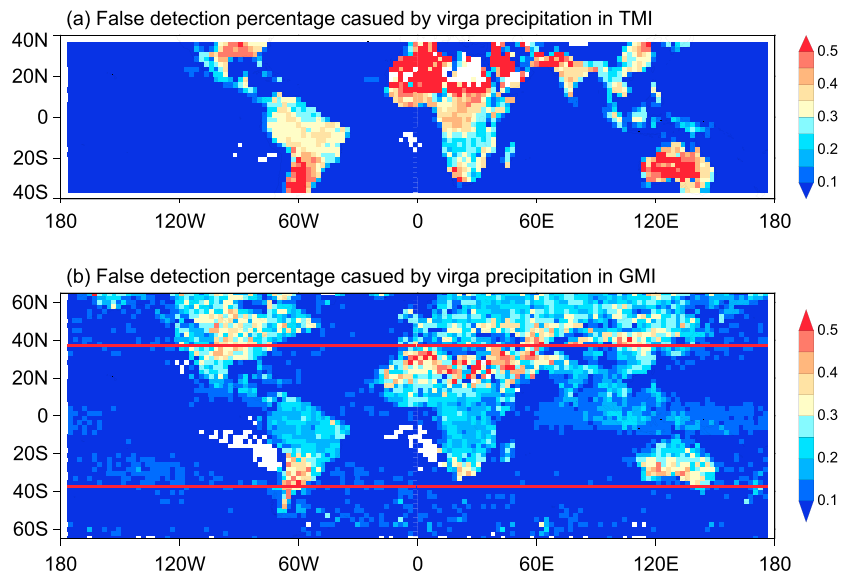 (a) False detection percentage casued by virga precipitation in TMI
40N
20N
0
20S
40S
180 120W 60W 0 60E 120E 180
0.5
0.4
0.3
0.2
0.1
(b) False detection percentage casued by virga precipitation in GMI
60N
40N
20N
0
20S
40S
60S
180 120W 60W 0 60E 120E 180
0.5
0.4
0.3
0.2
0.1